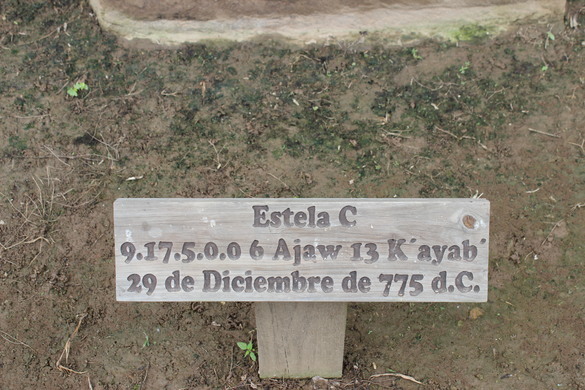 Estela C
9.17.5.0.0 6 Ajaw 13 K´ayab´
29 de Diciembre de 775 d.C.